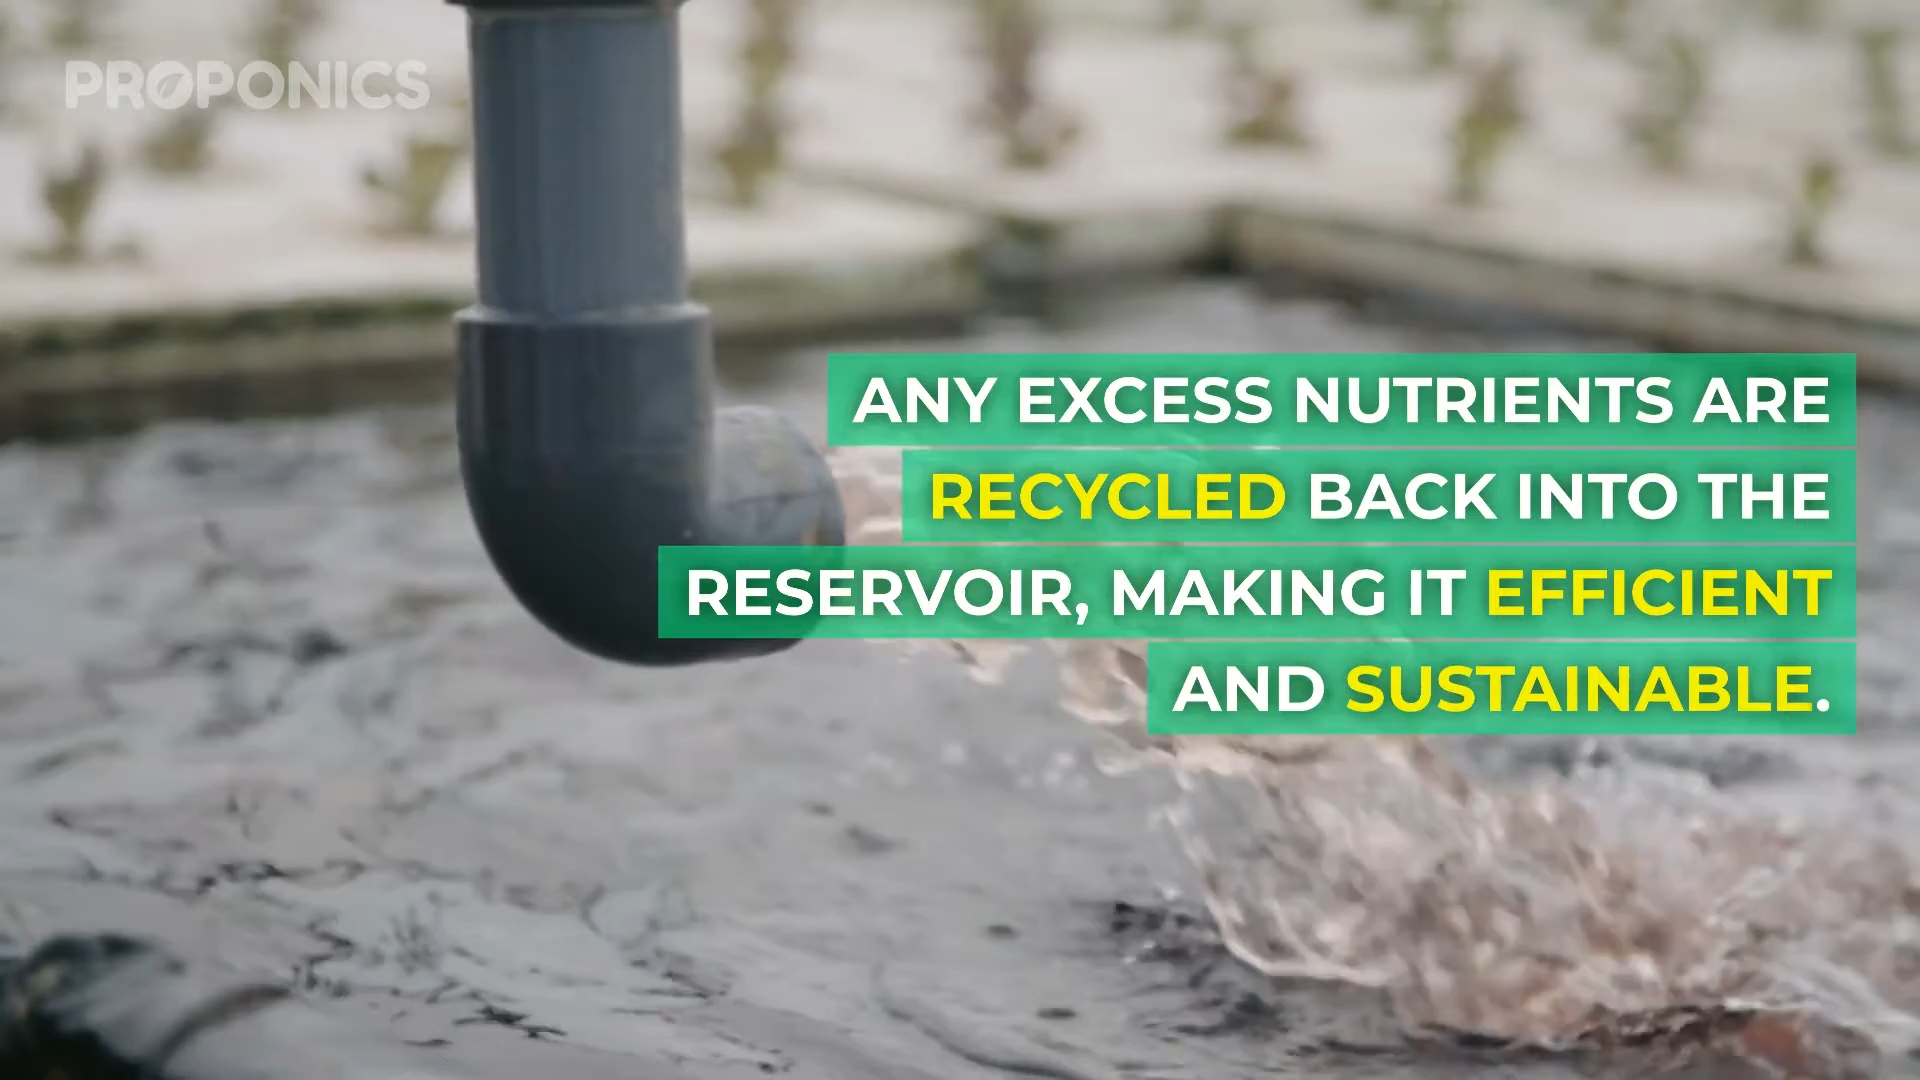 PROPONICS
ANY EXCESS NUTRIENTS ARE
RECYCLED BACK INTO THE
RESERVOIR, MAKING IT EFFICIENT
AND SUSTAINABLE.